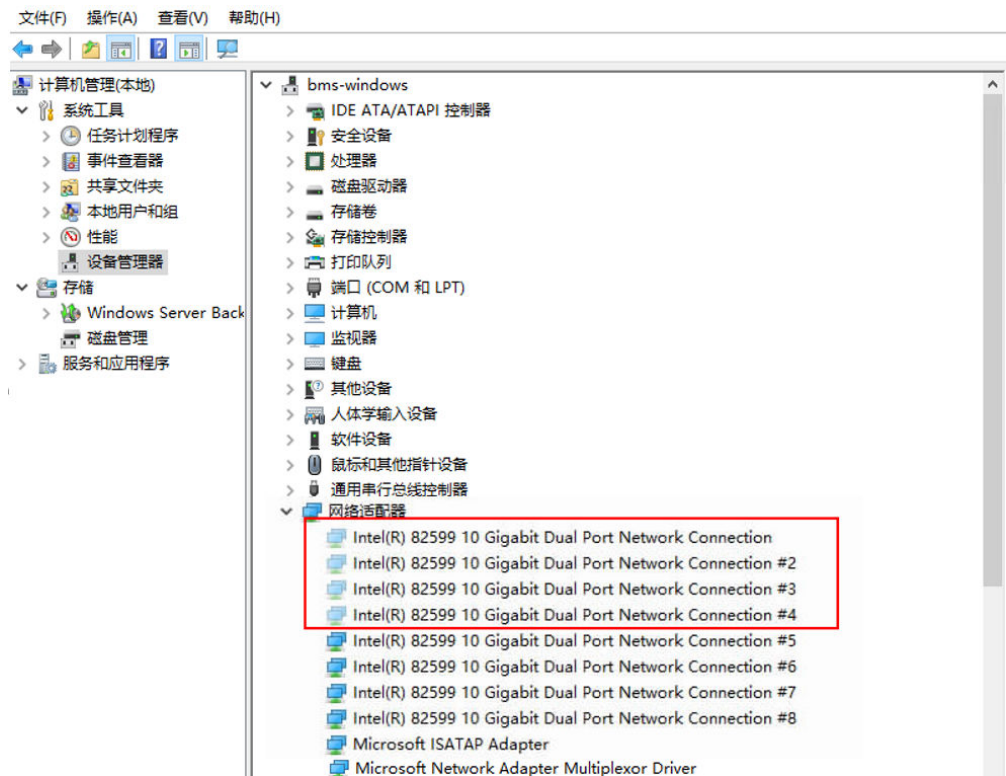 文件(F) 操作(A) 查看(V) 帮助(H)
计算机管理(本地)
系统工具
任务计划程序
事件查看器
共享文件夹
本地用户和组
性能
设备管理器
存储
Windows Server Back
磁盘管理
服务和应用程序
bms-windows
IDE ATA/ATAPI 控制器
安全设备
处理器
磁盘驱动器
存储卷
存储控制器
打印队列
端口 (COM 和 LPT)
计算机
监视器
键盘
其他设备
人体学输入设备
软件设备
鼠标和其他指针设备
通用串行总线控制器
网络适配器
Intel(R) 82599 10 Gigabit Dual Port Network Connection
Intel(R) 82599 10 Gigabit Dual Port Network Connection #2
Intel(R) 82599 10 Gigabit Dual Port Network Connection #3
Intel(R) 82599 10 Gigabit Dual Port Network Connection #4
Intel(R) 82599 10 Gigabit Dual Port Network Connection #5
Intel(R) 82599 10 Gigabit Dual Port Network Connection #6
Intel(R) 82599 10 Gigabit Dual Port Network Connection #7
Intel(R) 82599 10 Gigabit Dual Port Network Connection #8
Microsoft ISATAP Adapter
Microsoft Network Adapter Multiplexor Driver